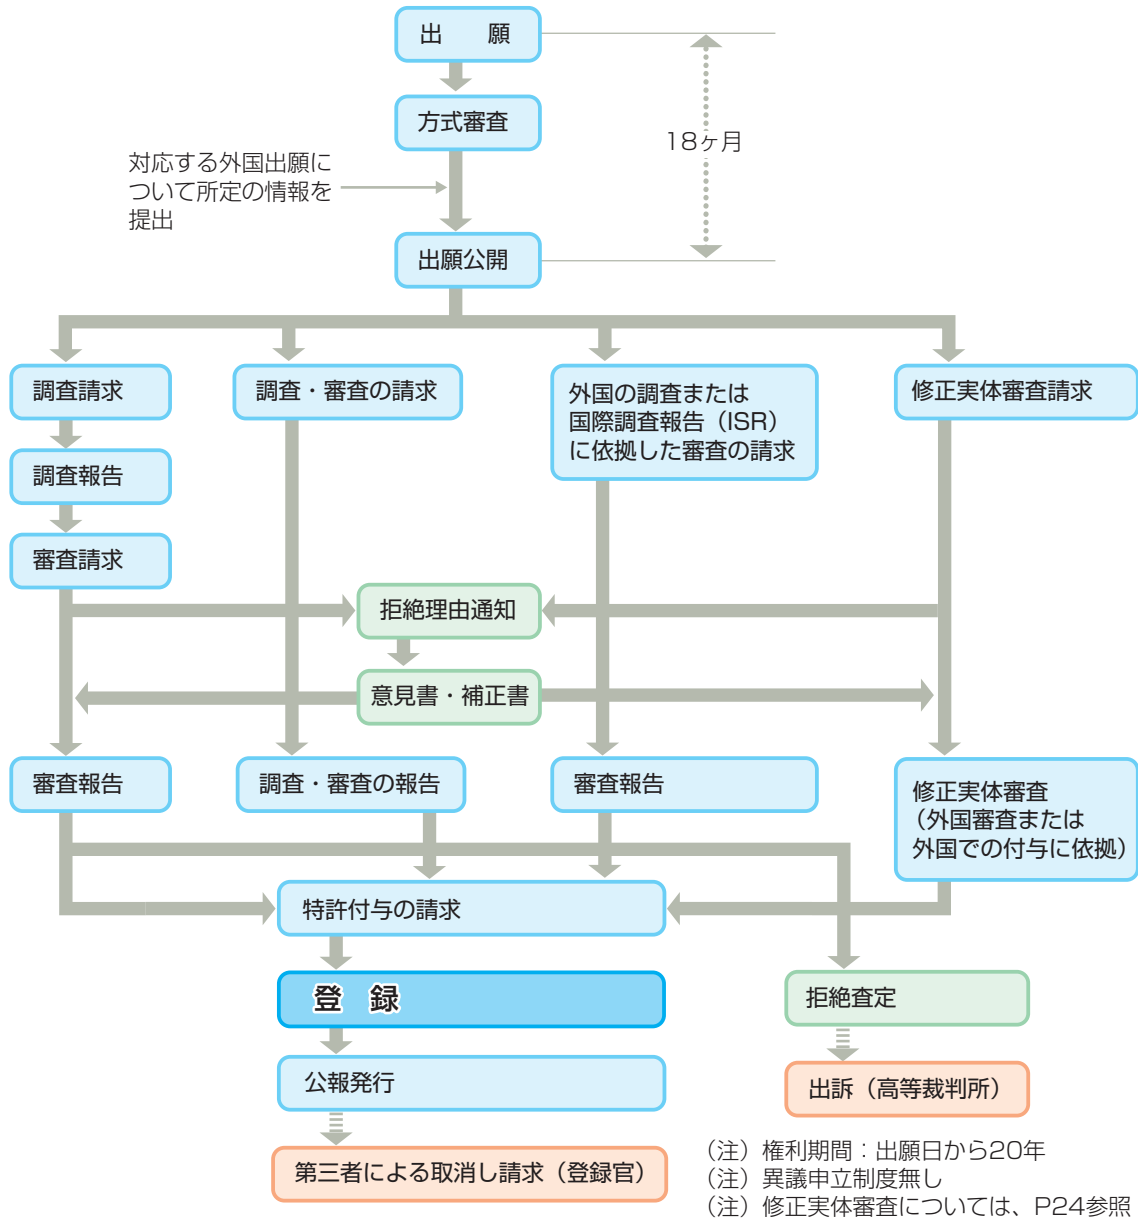 出　願
方式審査
18ヶ月
対応する外国出願に
ついて所定の情報を
提出
出願公開
調査請求
調査・審査の請求
外国の調査または
国際調査報告（ISR）
に依拠した審査の請求
修正実体審査請求
調査報告
審査請求
拒絶理由通知
意見書・補正書
審査報告
調査・審査の報告
審査報告
修正実体審査
（外国審査または
外国での付与に依拠）
特許付与の請求
登　録
拒絶査定
公報発行
出訴（高等裁判所）
第三者による取消し請求（登録官）
（注）権利期間：出願日から20年
（注）異議申立制度無し
（注）修正実体審査については、P24参照